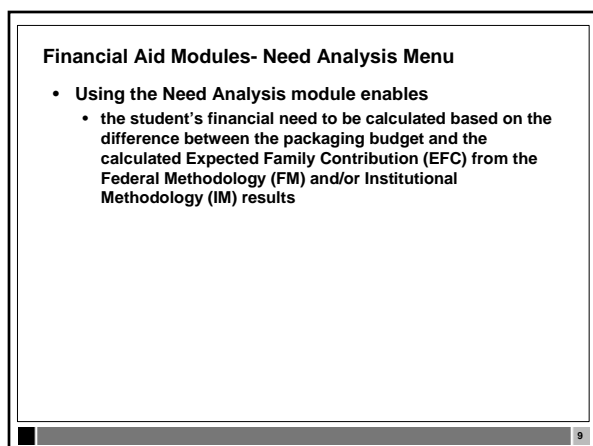 Financial Aid Modules- Need Analysis Menu
• Using the Need Analysis module enables
• the student's financial need to be calculated based on the
difference between the packaging budget and the
calculated Expected Family Contribution (EFC) from the
Federal Methodology (FM) and/or Institutional
Methodology (IM) results
9